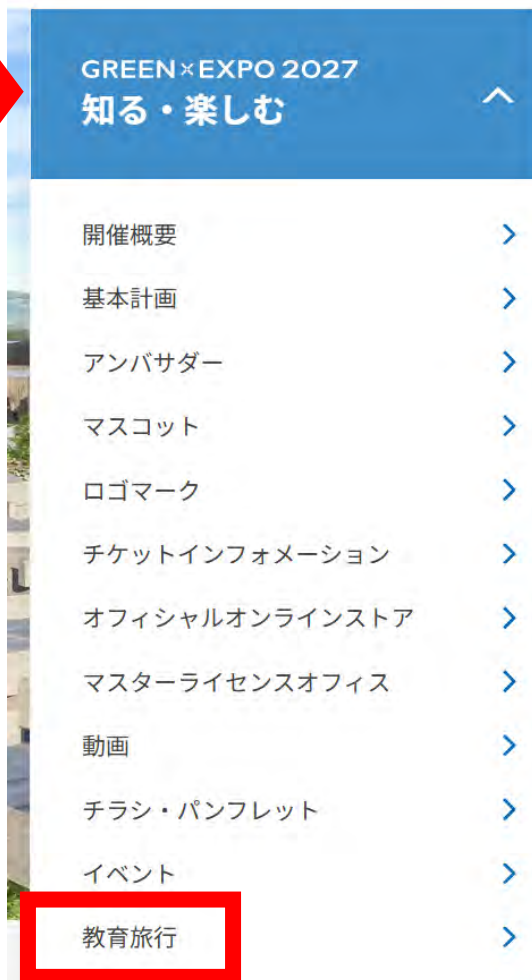 GREEN×EXPO 2027
知る・楽しむ
開催概要
基本計画
アンバサダー
マスコット
ロゴマーク
チケットインフォメーション
オフィシャルオンラインストア
マスターライセンスオフィス
動画
チラシ・パンフレット
イベント
教育旅行